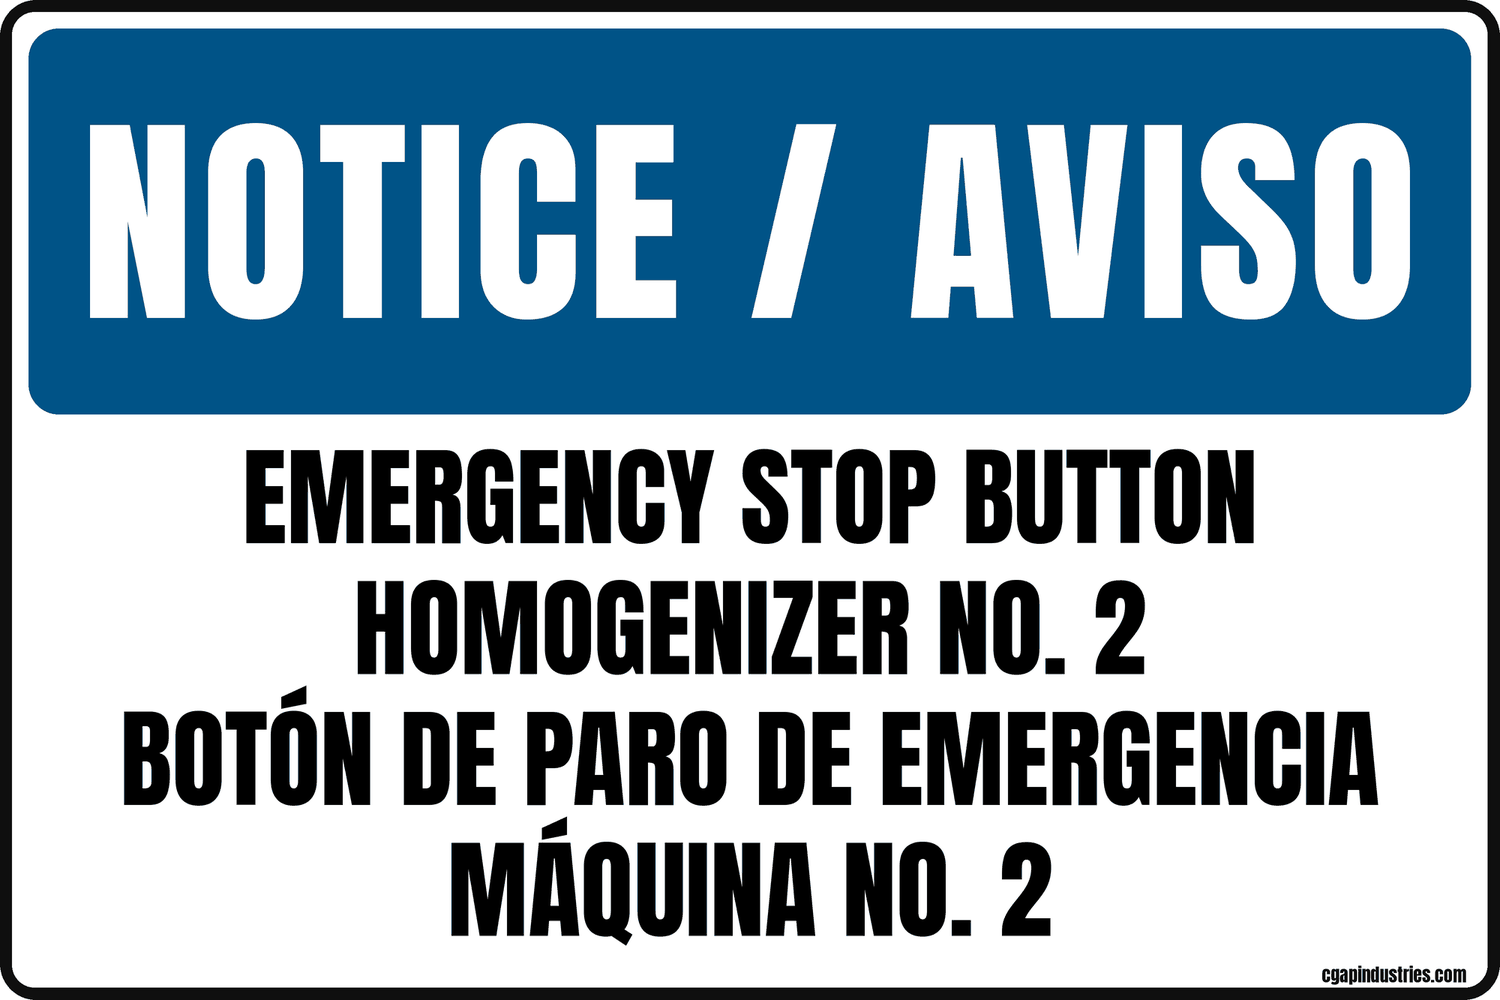 NOTICE / AVISO
EMERGENCY STOP BUTTON
HOMOGENIZER NO. 2
BOTÓN DE PARO DE EMERGENCIA
MÁQUINA NO. 2
cgapindustries.com